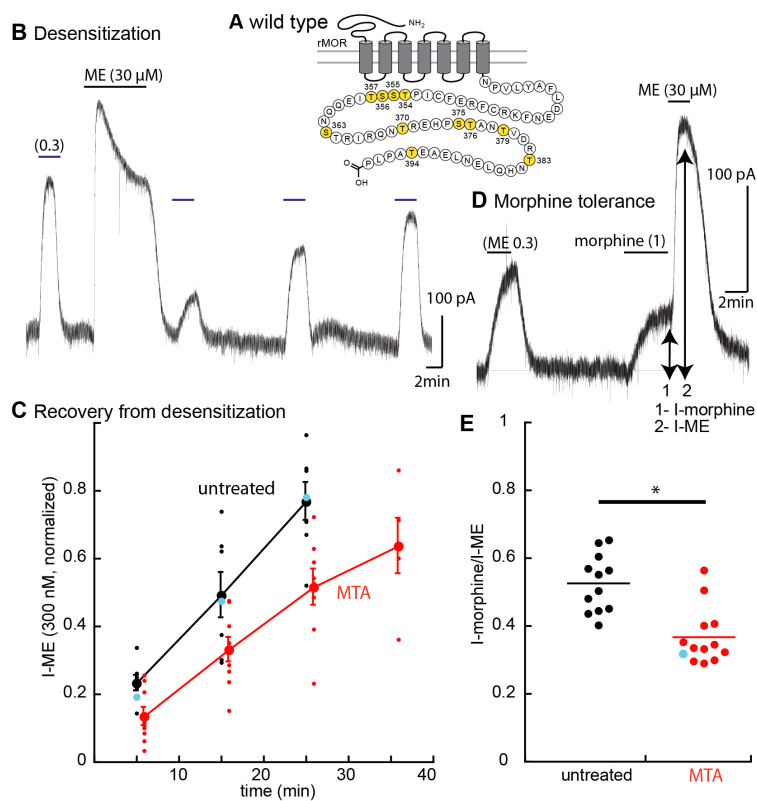 A wild type
NH₂
rMOR
NPVLYAF
L
D
355
357
QQEITSSTPICFERFCRKFNE
356 354
N
370 375
S 363 TRIRQNTREHPSTANTVD
376 379
R
T 383
PLPATEAELNELQHN
394
O
OH
B Desensitization
ME (30 µM)
(0.3)
100 pA
2min
D Morphine tolerance
ME (30 µM)
(ME 0.3)
morphine (1)
100 pA
2min
1 2
1- I-morphine
2- I-ME
C Recovery from desensitization
I-ME (300 nM, normalized)
0.8
0.6
0.4
0.2
0
untreated
MTA
10 20 30 40
time (min)
E
I-morphine/I-ME
1
0.8
0.6
0.4
0.2
0
*
untreated MTA